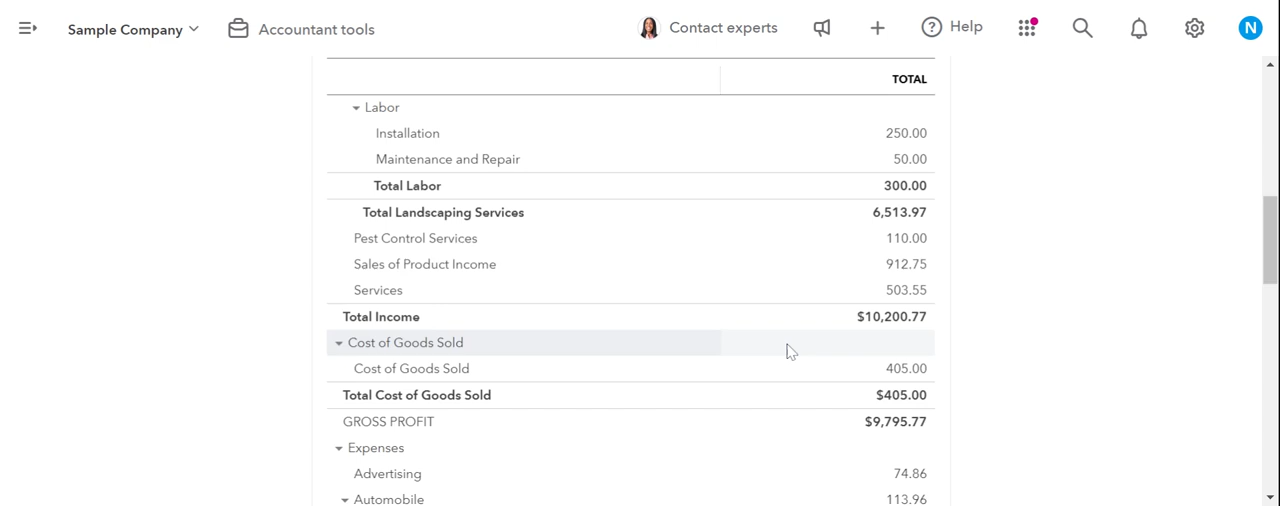 Sample Company Accountant tools Contact experts Help N
TOTAL
Labor
Installation 250.00
Maintenance and Repair 50.00
Total Labor 300.00
Total Landscaping Services 6,513.97
Pest Control Services 110.00
Sales of Product Income 912.75
Services 503.55
Total Income $10,200.77
Cost of Goods Sold
Cost of Goods Sold 405.00
Total Cost of Goods Sold $405.00
GROSS PROFIT $9,795.77
Expenses
Advertising 74.86
Automobile 113.96